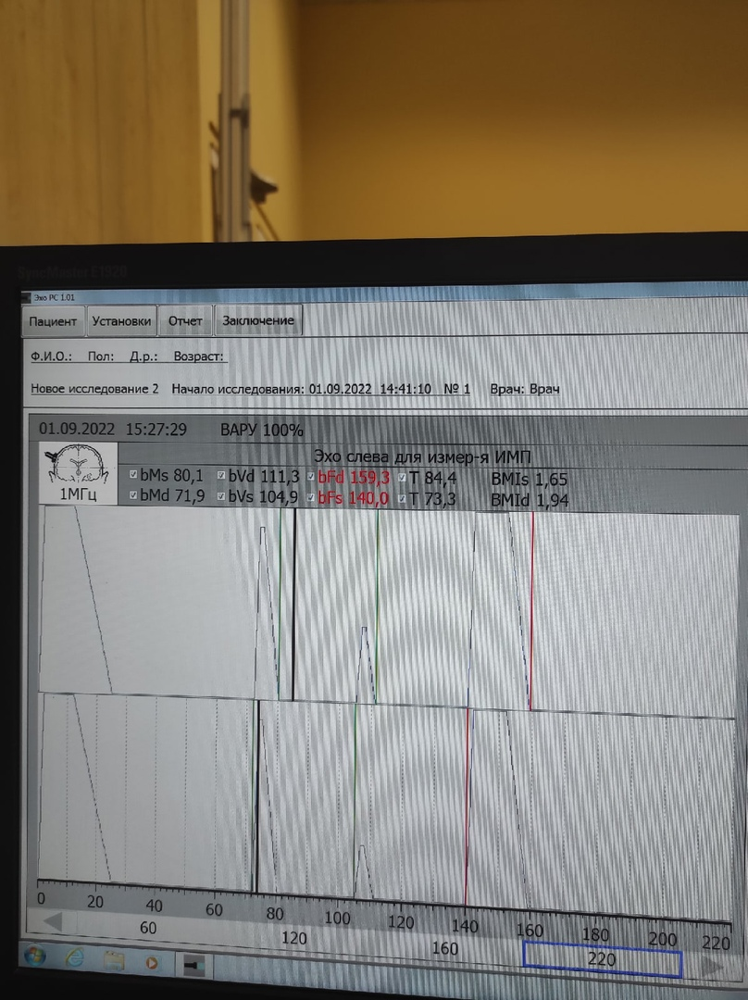 SyncMaster E1920
Эхо РС 1.01
Пациент Установки Отчет Заключение
Ф.И.О.: Пол: Д.р.: Возраст:
Новое исследование 2 Начало исследования: 01.09.2022 14:41:10 № 1 Врач: Врач
01.09.2022 15:27:29 ВАРУ 100%
Эхо слева для измер-я ИМП
bMs 80,1 bVd 111,3 bFd 159,3 T 84,4 BMIs 1,65
1МГц bMd 71,9 bVs 104,9 bFs 140,0 T 73,3 BMId 1,94
0 20 40 60 80 100 120 140 160 180 200 220
60 120 160 220